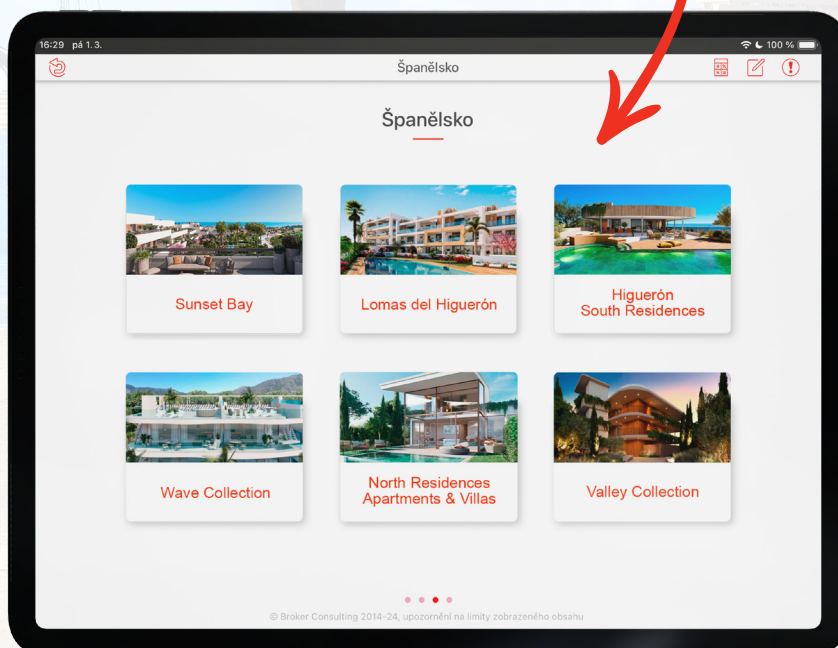 16:29 pá 1. 3.
100 %
Španělsko
Španělsko
Sunset Bay
Lomas del Higuerón
Higuerón
South Residences
Wave Collection
North Residences
Apartments & Villas
Valley Collection
© Broker Consulting 2014-24, upozornění na limity zobrazeného obsahu